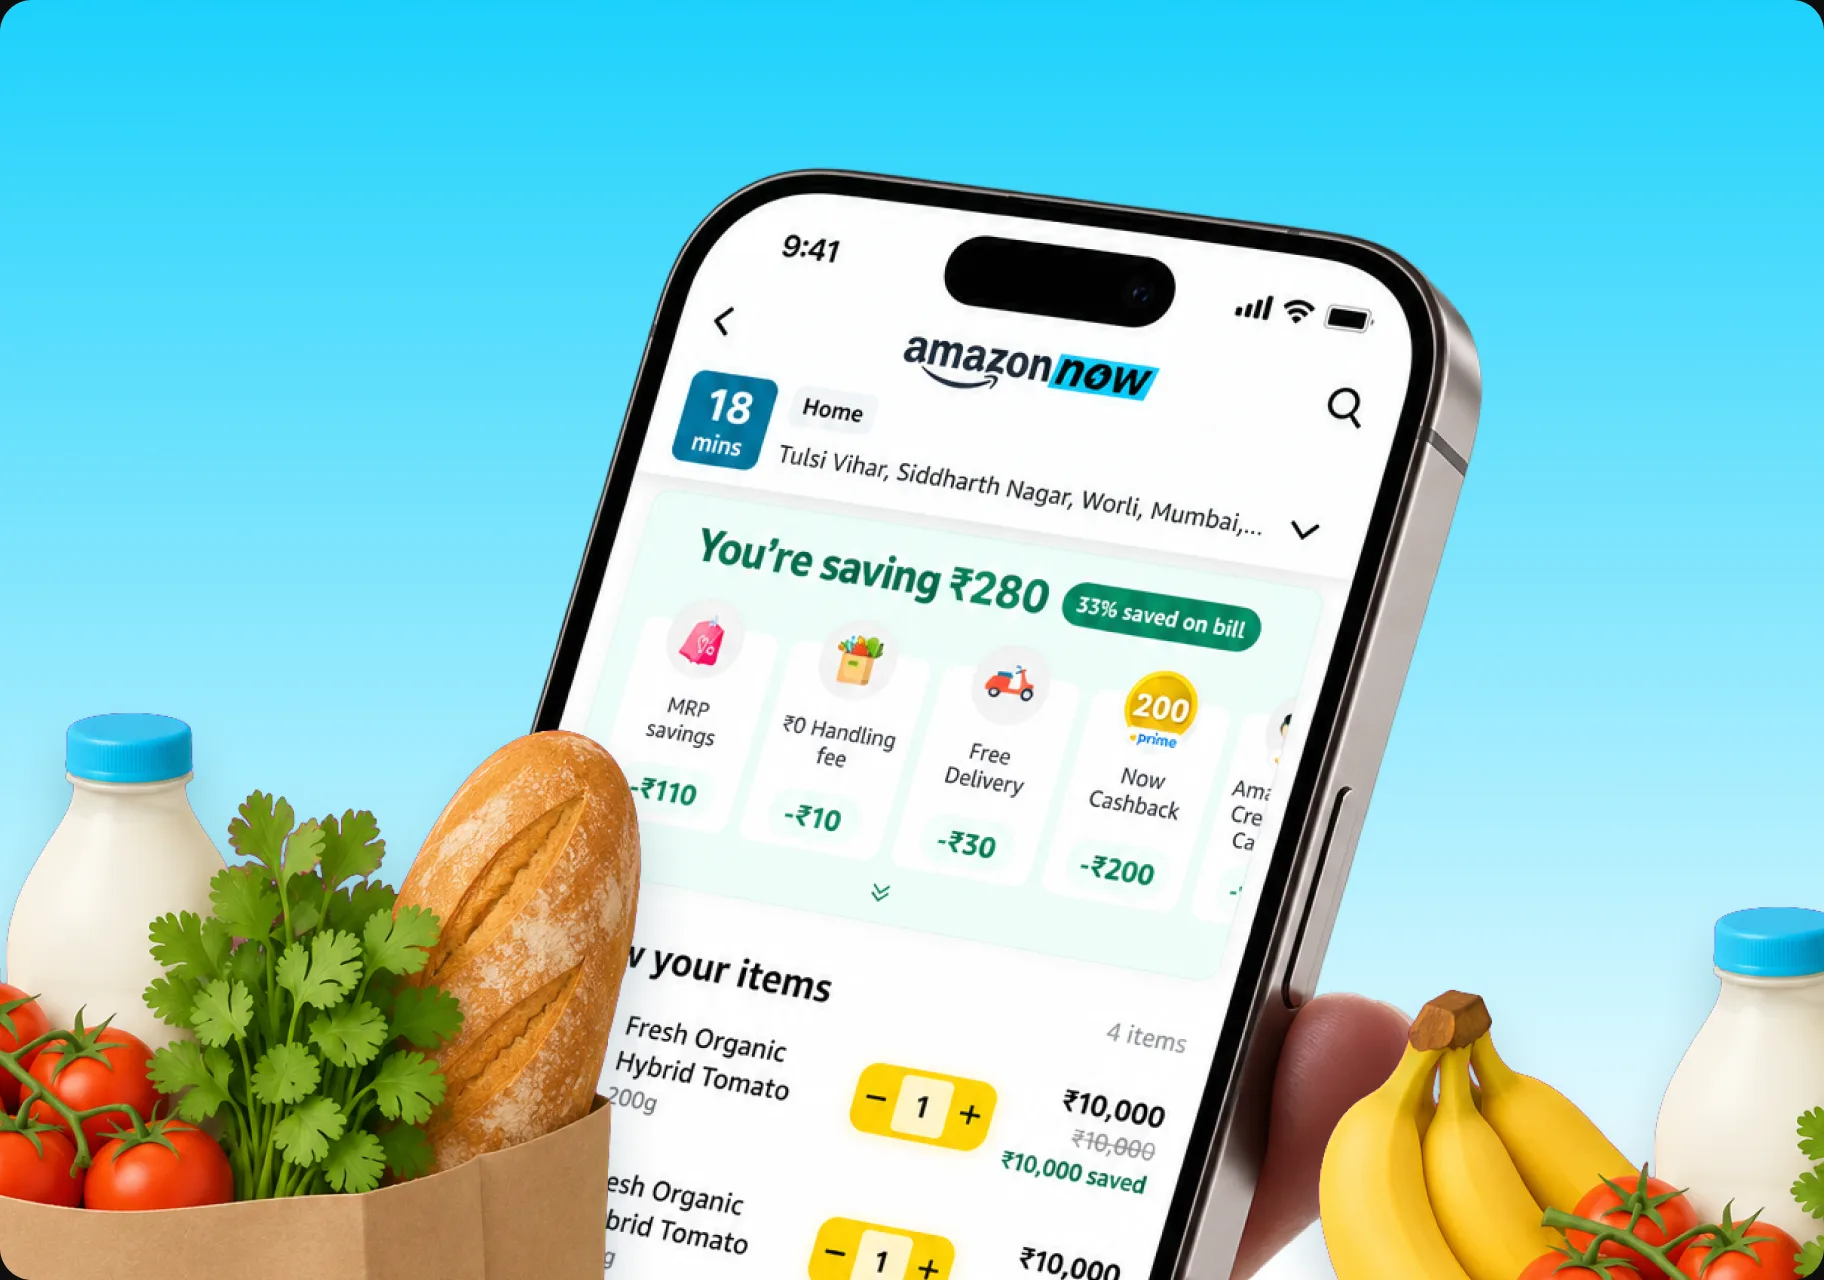 9:41
amazon now
18
mins
Home
Tulsi Vihar, Siddharth Nagar, Worli, Mumbai,...
You're saving ₹280
33% saved on bill
MRP
savings
-₹110
₹0 Handling
fee
-₹10
Free
Delivery
-₹30
200
prime
Now
Cashback
-₹200
your items
4 items
Fresh Organic
Hybrid Tomato
200g
− 1 +
₹10,000
₹10,000
₹10,000 saved
Organic
Tomato
− 1 +
₹10,000